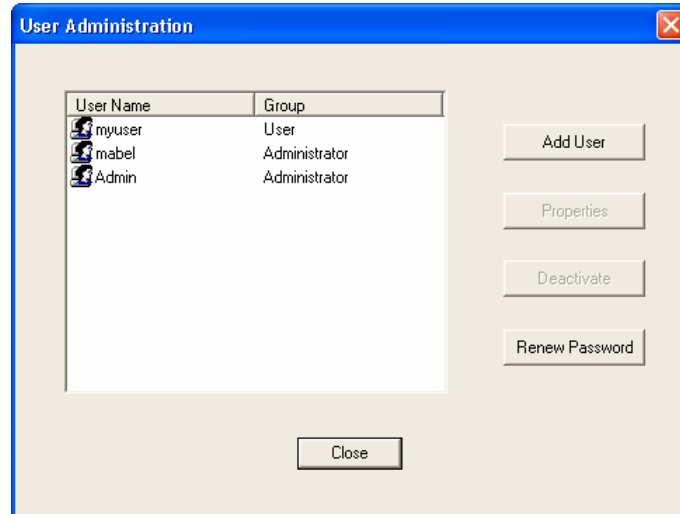 User Administration
User Name Group
myuser User
mabel Administrator
Admin Administrator
Add User
Properties
Deactivate
Renew Password
Close